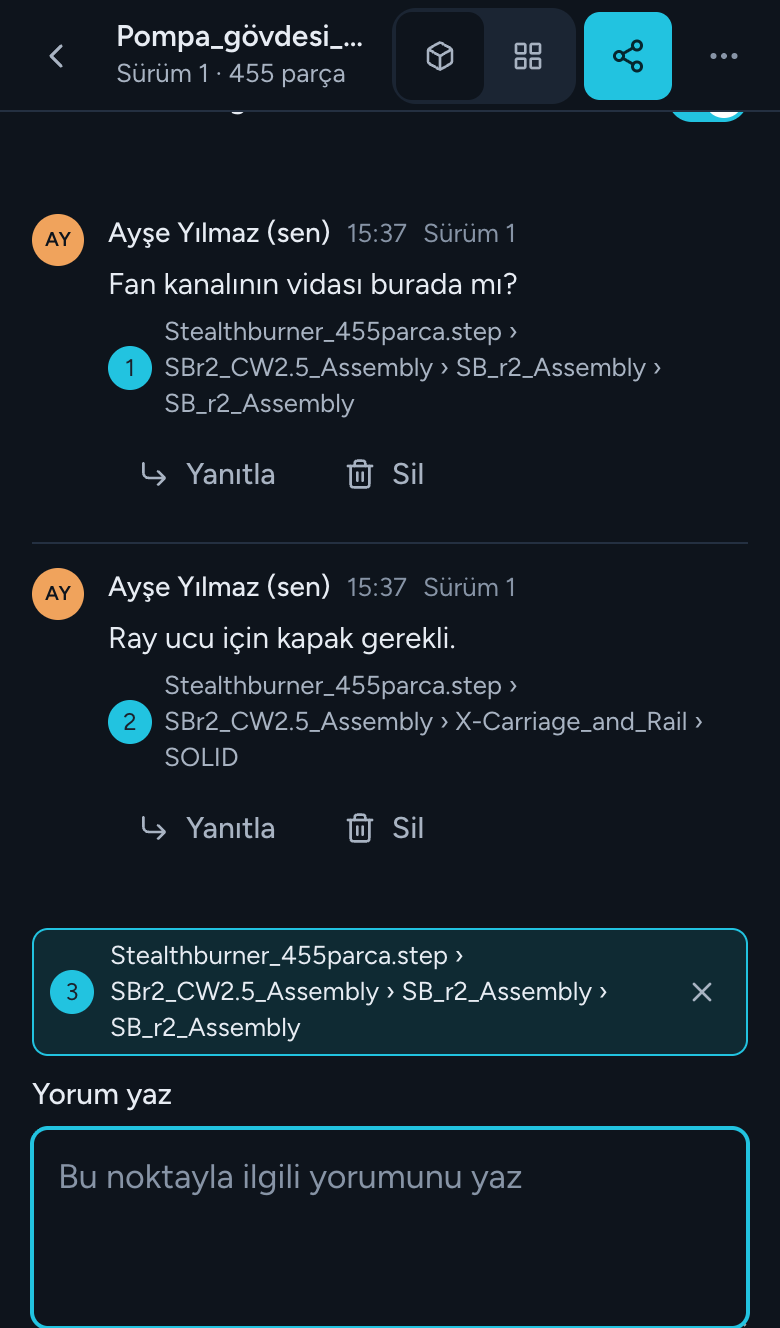 Pompa_gövdesi_...
Sürüm 1 · 455 parça
AY
Ayşe Yılmaz (sen) 15:37 Sürüm 1
Fan kanalının vidası burada mı?
Stealthburner_455parca.step ›
1
SBr2_CW2.5_Assembly › SB_r2_Assembly ›
SB_r2_Assembly
Yanıtla Sil
AY
Ayşe Yılmaz (sen) 15:37 Sürüm 1
Ray ucu için kapak gerekli.
Stealthburner_455parca.step ›
2
SBr2_CW2.5_Assembly › X-Carriage_and_Rail ›
SOLID
Yanıtla Sil
Stealthburner_455parca.step ›
3
SBr2_CW2.5_Assembly › SB_r2_Assembly ›
SB_r2_Assembly
Yorum yaz
Bu noktayla ilgili yorumunu yaz